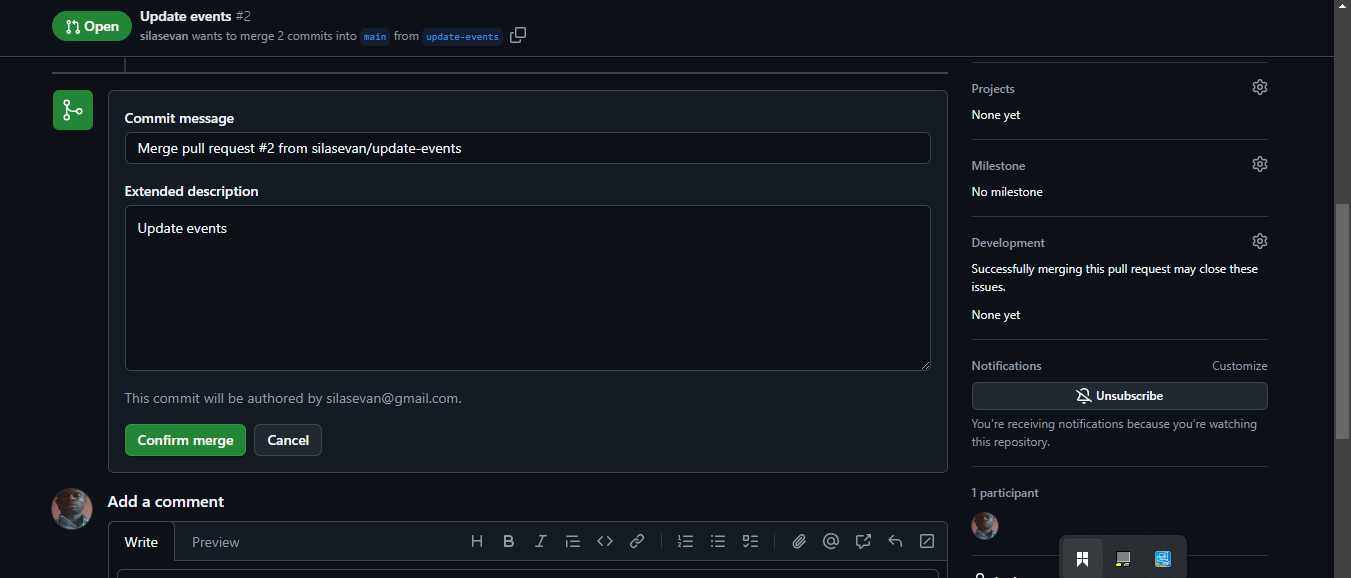 Open
Update events #2
silasevan wants to merge 2 commits into main from update-events
Commit message
Merge pull request #2 from silasevan/update-events
Extended description
Update events
This commit will be authored by silasevan@gmail.com.
Confirm merge
Cancel
Add a comment
Write
Preview
Projects
None yet
Milestone
No milestone
Development
Successfully merging this pull request may close these
issues.
None yet
Notifications
Customize
Unsubscribe
You're receiving notifications because you're watching
this repository.
1 participant